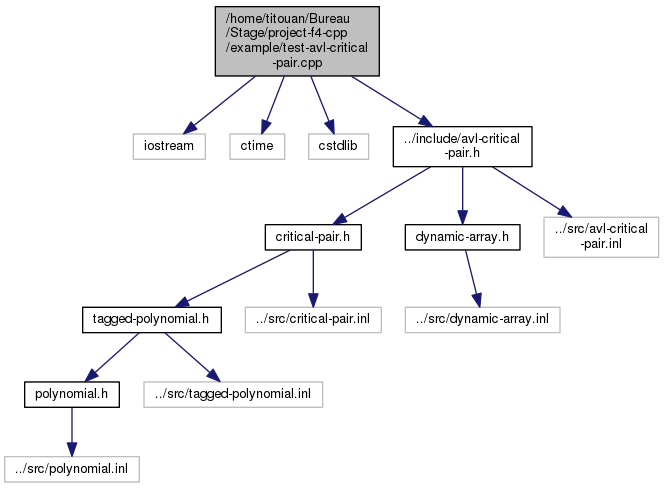 /home/titouan/Bureau
/Stage/project-f4-cpp
/example/test-avl-critical
-pair.cpp
iostream
ctime
cstdlib
../include/avl-critical
-pair.h
critical-pair.h
dynamic-array.h
../src/avl-critical
-pair.inl
tagged-polynomial.h
../src/critical-pair.inl
../src/dynamic-array.inl
polynomial.h
../src/tagged-polynomial.inl
../src/polynomial.inl